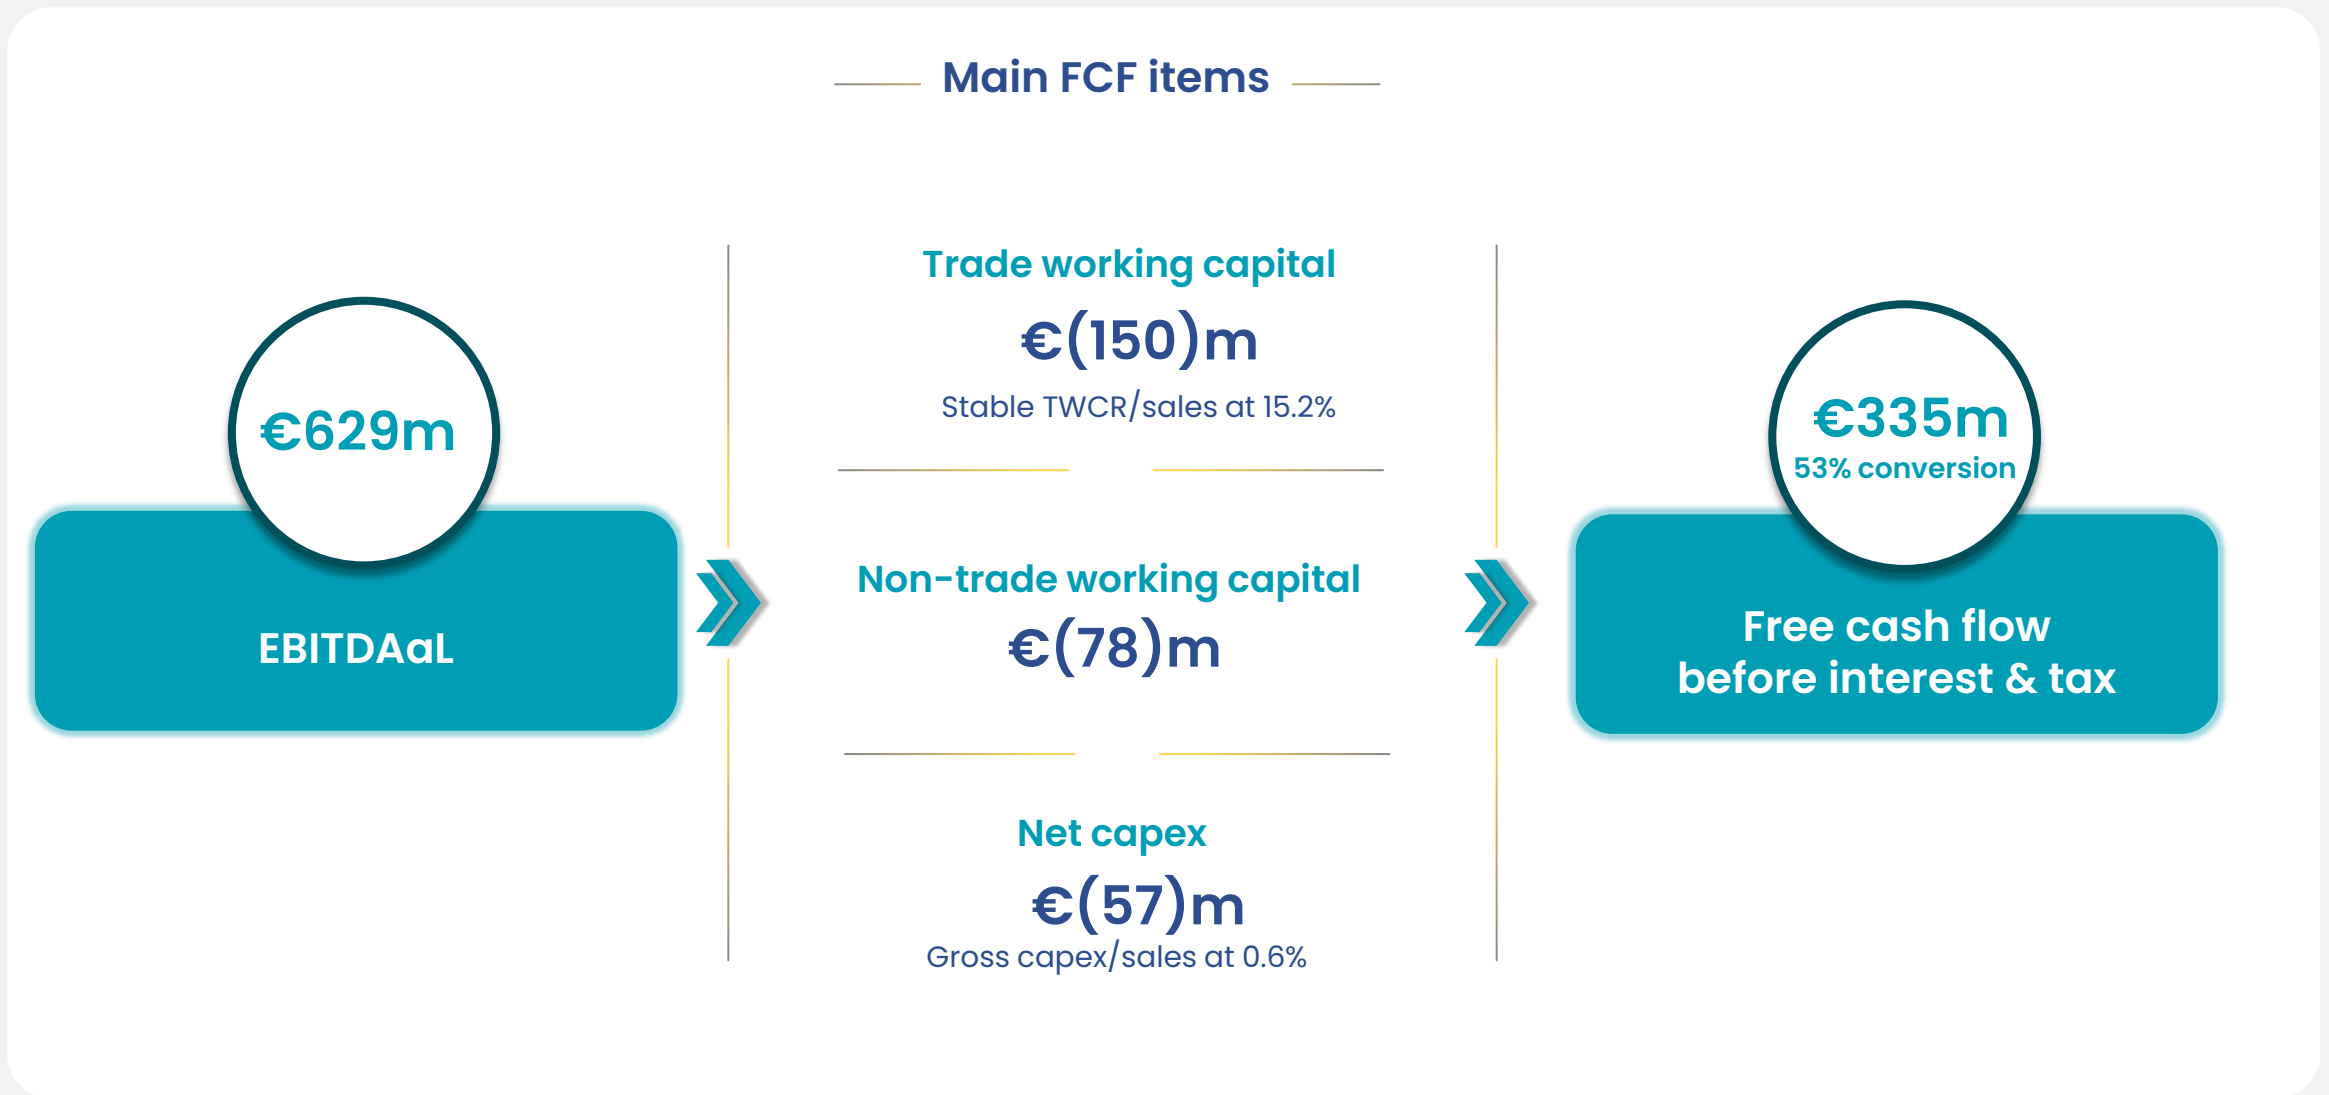 Main FCF items
€629m
EBITDAaL
Trade working capital
€(150)m
Stable TWCR/sales at 15.2%
Non-trade working capital
€(78)m
Net capex
€(57)m
Gross capex/sales at 0.6%
€335m
53% conversion
Free cash flow
before interest & tax